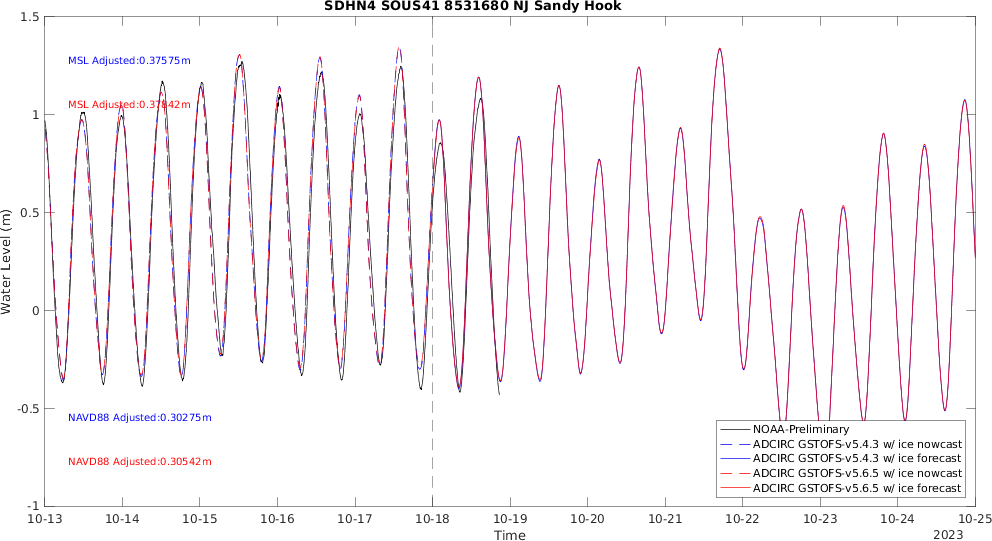 SDHN4 SOUS41 8531680 NJ Sandy Hook
1.5
MSL Adjusted:0.37575m
MSL Adjusted:0.37842m
1
0.5
Water Level (m)
0
-0.5
NAVD88 Adjusted:0.30275m
NAVD88 Adjusted:0.30542m
NOAA-Preliminary
ADCIRC GSTOFS-v5.4.3 w/ ice nowcast
ADCIRC GSTOFS-v5.4.3 w/ ice forecast
ADCIRC GSTOFS-v5.6.5 w/ ice nowcast
ADCIRC GSTOFS-v5.6.5 w/ ice forecast
-1
10-13 10-14 10-15 10-16 10-17 10-18 10-19 10-20 10-21 10-22 10-23 10-24 10-25
Time
2023